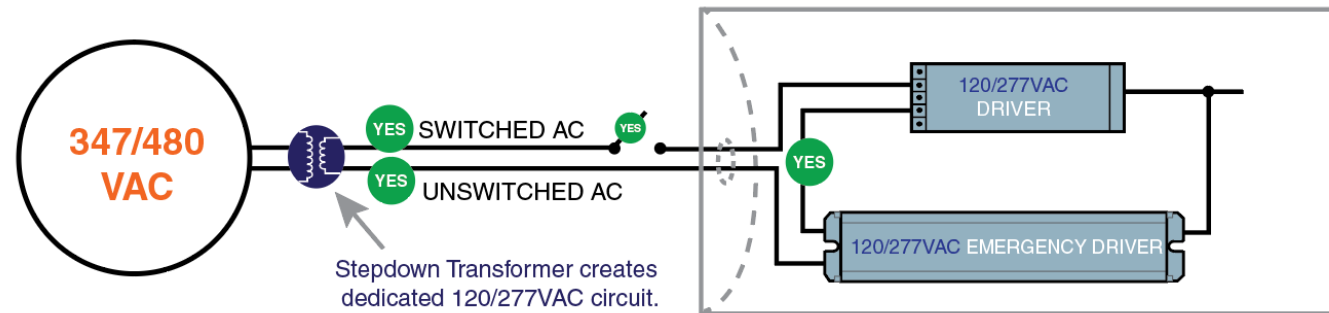 347/480
VAC
YES SWITCHED AC
YES
YES UNSWITCHED AC
Stepdown Transformer creates
dedicated 120/277VAC circuit.
120/277VAC
DRIVER
YES
120/277VAC EMERGENCY DRIVER